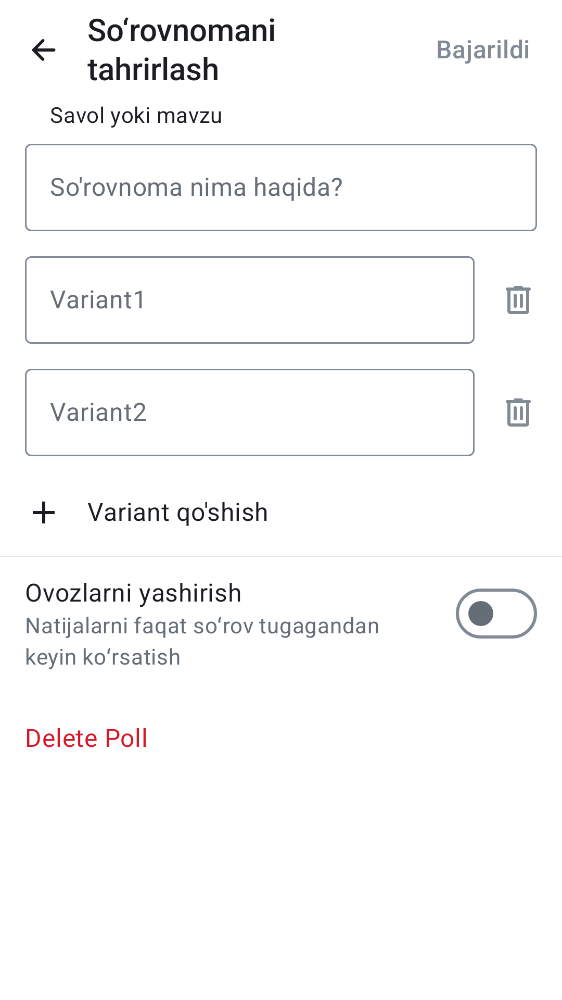 Soʻrovnomani
tahrirlash
Bajarildi
Savol yoki mavzu
So'rovnoma nima haqida?
Variant1
Variant2
Variant qo'shish
Ovozlarni yashirish
Natijalarni faqat soʻrov tugagandan
keyin koʻrsatish
Delete Poll